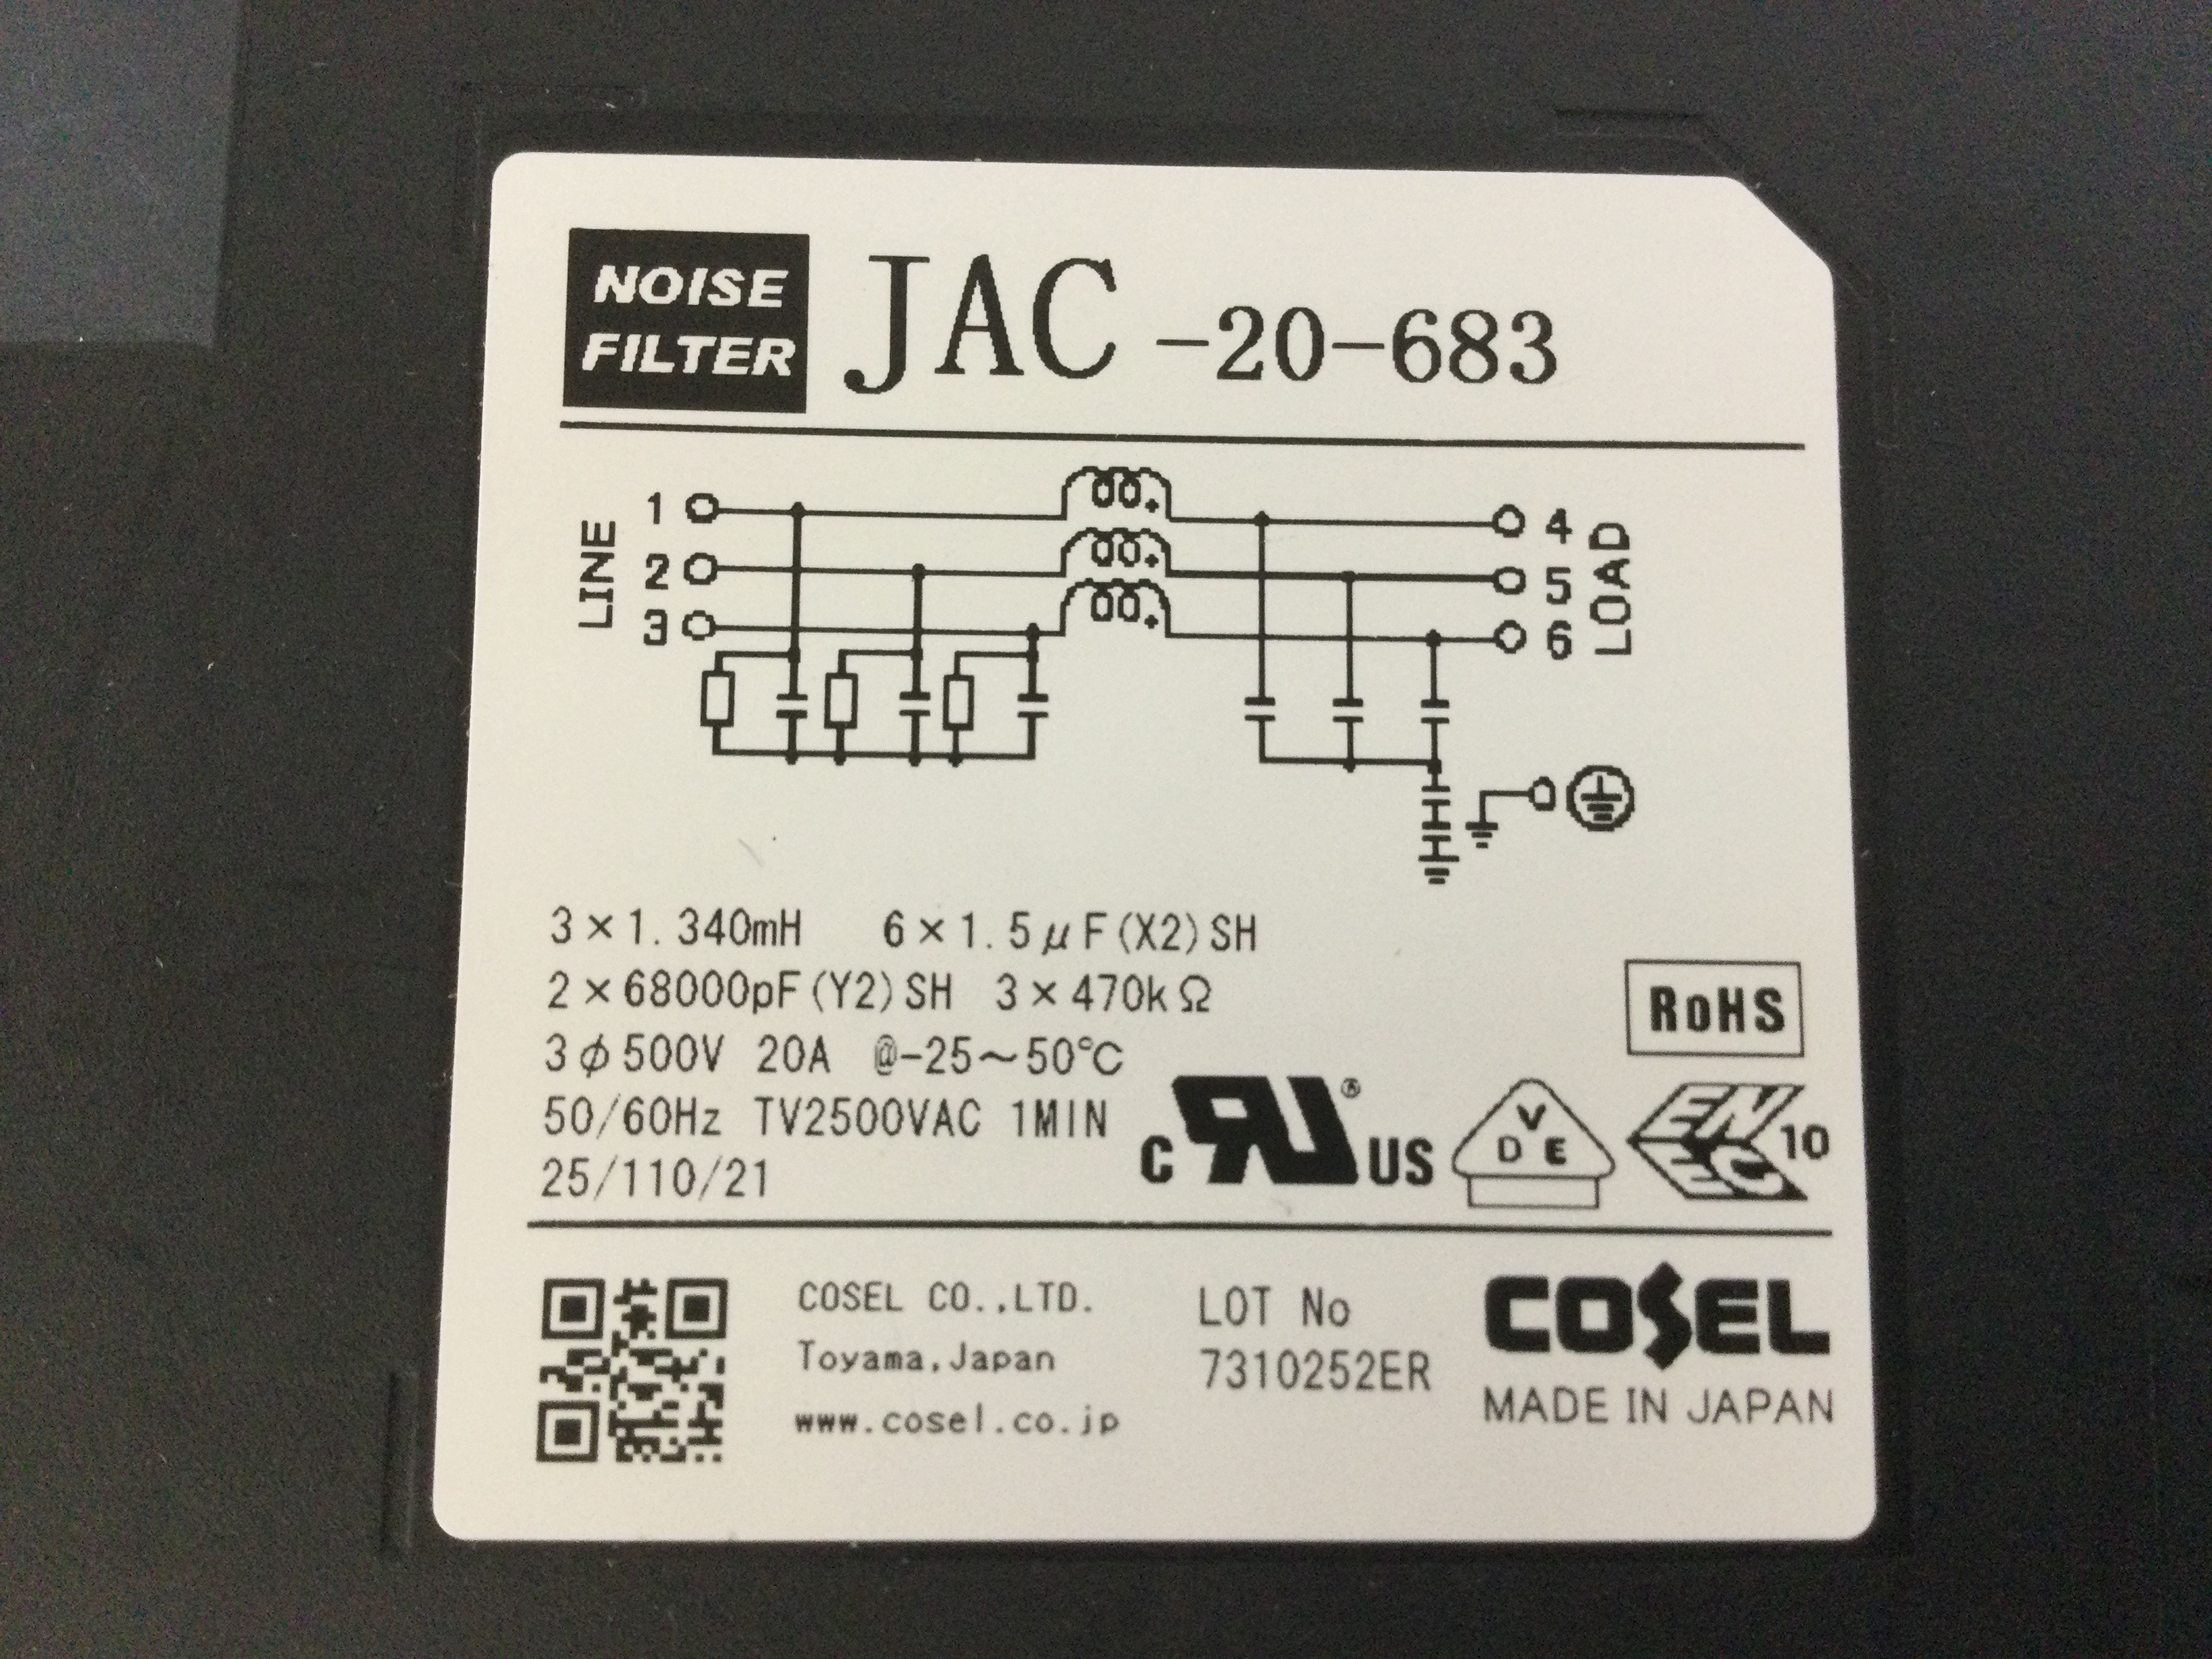 NOISE
FILTER
JAC-20-683
LINE
1
2
3
4
5
6
LOAD
3×1.340mH 6×1.5μF(X2)SH
2×68000pF(Y2)SH 3×470kΩ
3φ500V 20A @-25~50℃
50/60Hz TV2500VAC 1MIN
25/110/21
RoHS
C RU® US
V
D E
EN
EC
10
COSEL CO.,LTD.
Toyama,Japan
www.cosel.co.jp
LOT No
7310252ER
COSEL
MADE IN JAPAN